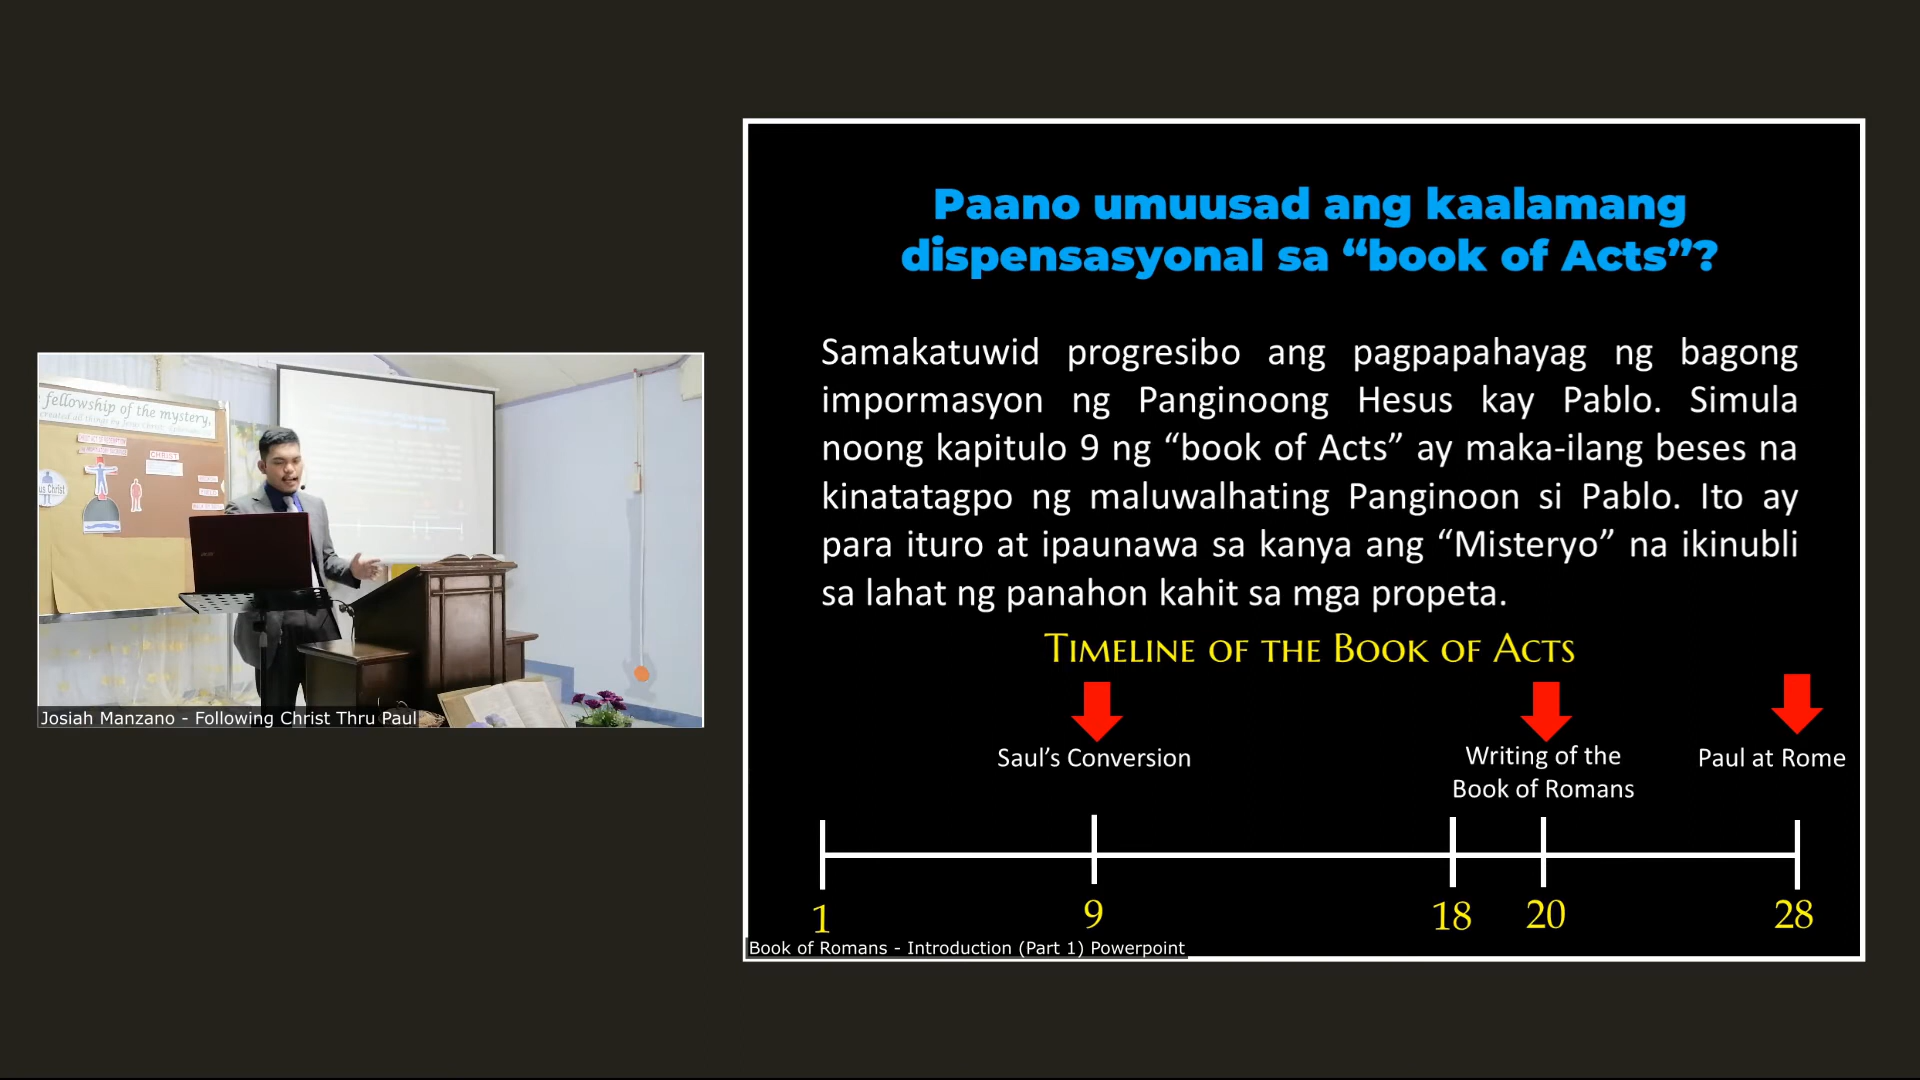 fellowship of the mystery,
CHRIST
us Christ
acer
Josiah Manzano - Following Christ Thru Paul
Paano umuusad ang kaalamang
dispensasyonal sa “book of Acts”?
Samakatuwid progresibo ang pagpapahayag ng bagong
impormasyon ng Panginoong Hesus kay Pablo. Simula
noong kapitulo 9 ng “book of Acts” ay maka-ilang beses na
kinatatagpo ng maluwalhating Panginoon si Pablo. Ito ay
para ituro at ipaunawa sa kanya ang “Misteryo” na ikinubli
sa lahat ng panahon kahit sa mga propeta.
Timeline of the Book of Acts
Saul’s Conversion
Writing of the
Book of Romans
Paul at Rome
1 9 18 20 28
Book of Romans - Introduction (Part 1) Powerpoint